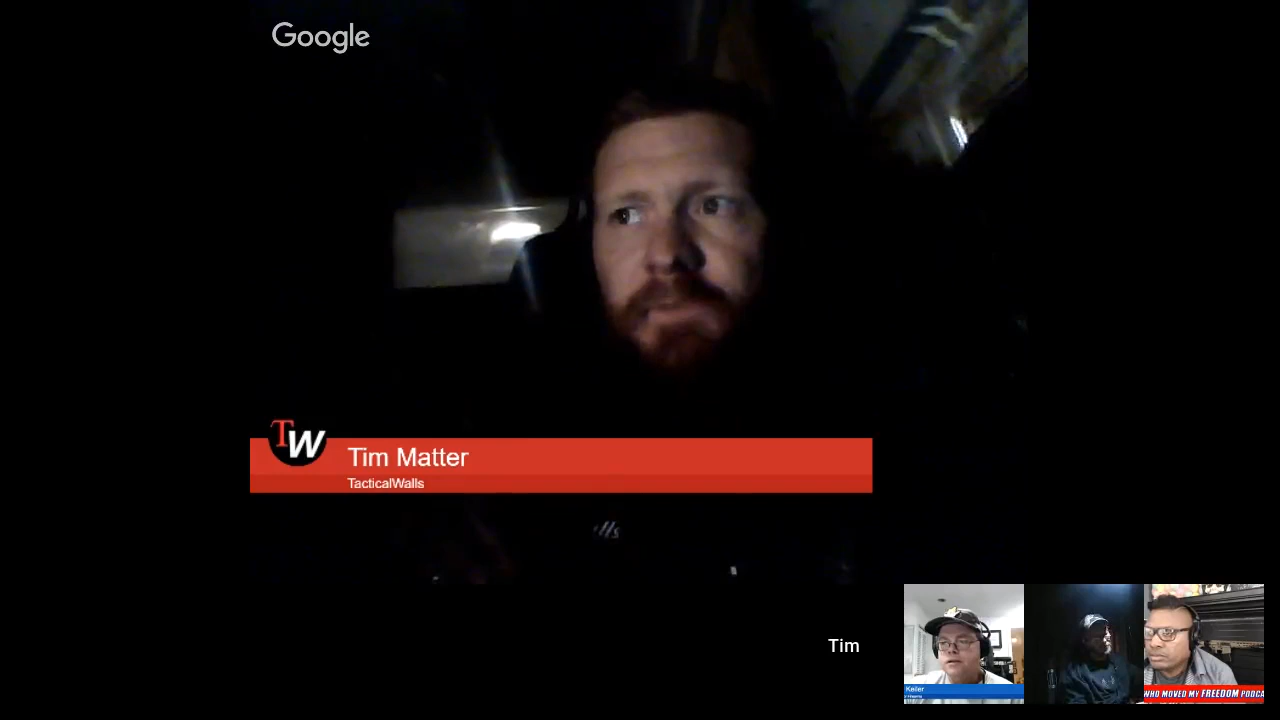 Google
TW
Tim Matter
TacticalWalls
Tim
Keller
WHO MOVED MY FREEDOM PODCA